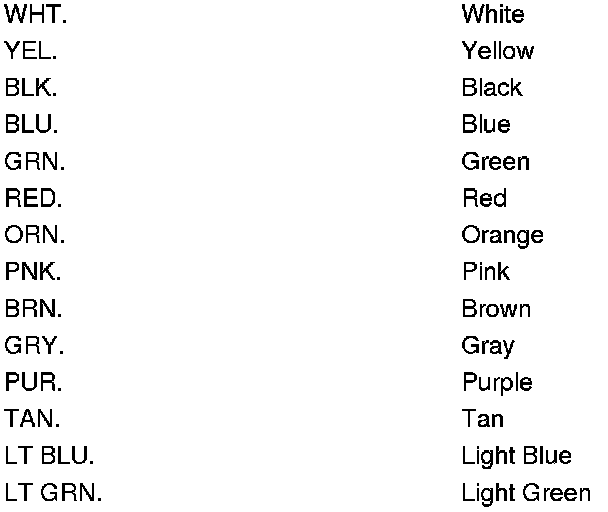 WHT. White
YEL. Yellow
BLK. Black
BLU. Blue
GRN. Green
RED. Red
ORN. Orange
PNK. Pink
BRN. Brown
GRY. Gray
PUR. Purple
TAN. Tan
LT BLU. Light Blue
LT GRN. Light Green